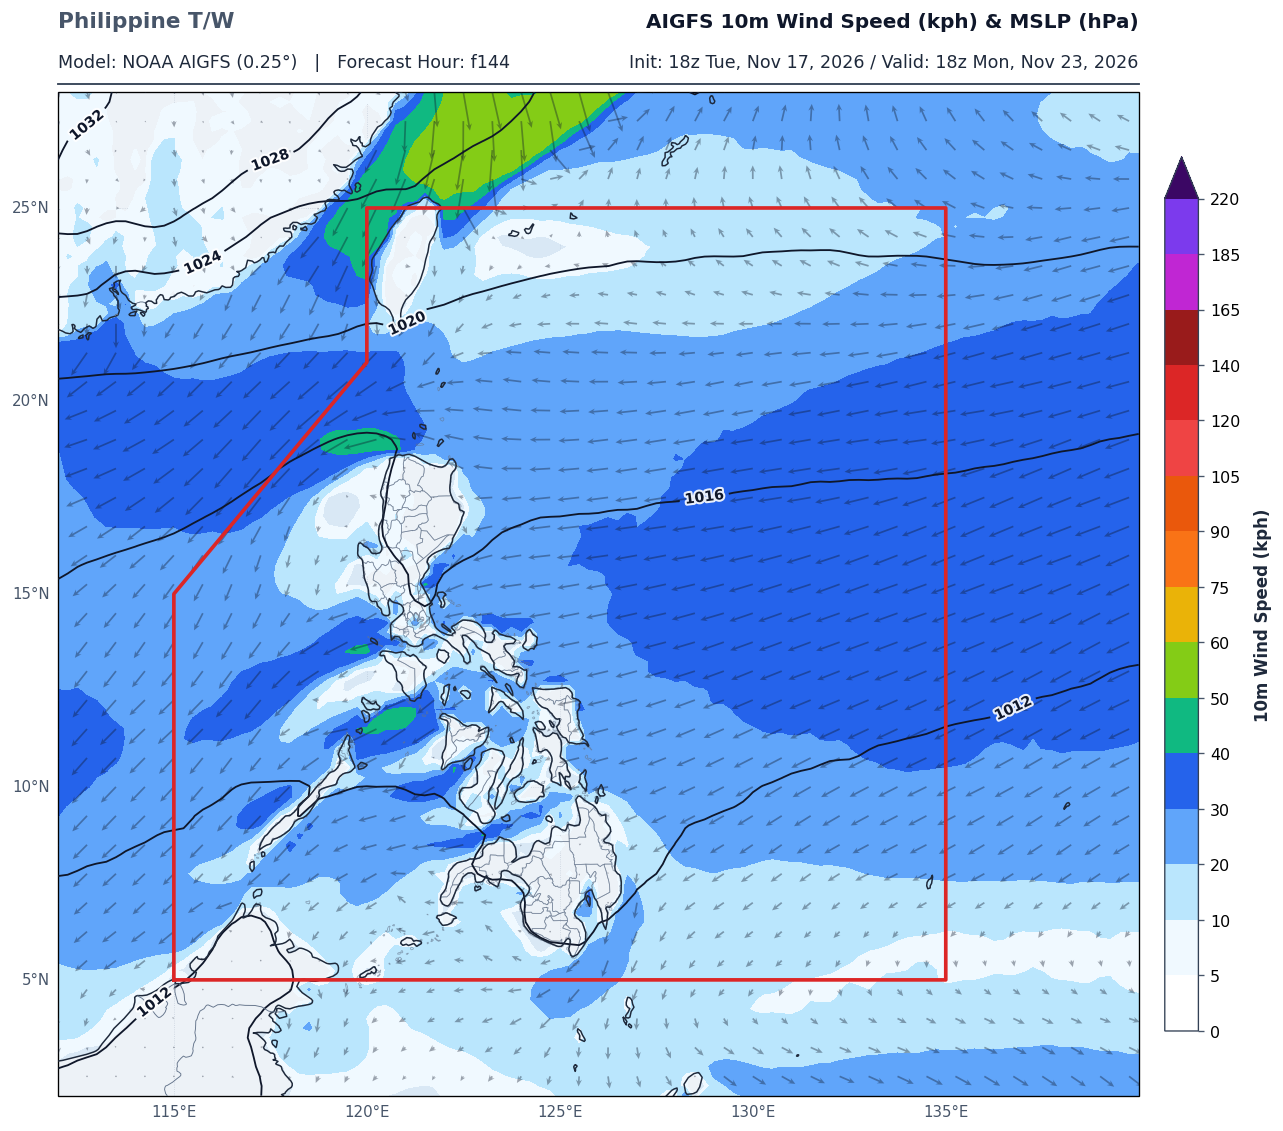 Philippine T/W
AIGFS 10m Wind Speed (kph) & MSLP (hPa)
Model: NOAA AIGFS (0.25°) | Forecast Hour: f144
Init: 18z Tue, Nov 17, 2026 / Valid: 18z Mon, Nov 23, 2026
1032
1028
1024
1020
1016
1012
1012
25°N
20°N
15°N
10°N
5°N
115°E
120°E
125°E
130°E
135°E
220
185
165
140
120
105
90
75
60
50
40
30
20
10
5
0
10m Wind Speed (kph)